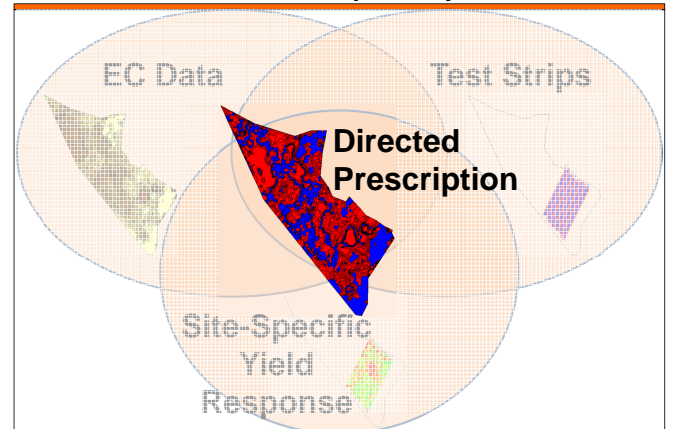 EC Data
Test Strips
Directed
Prescription
Site-Specific
Yield
Response